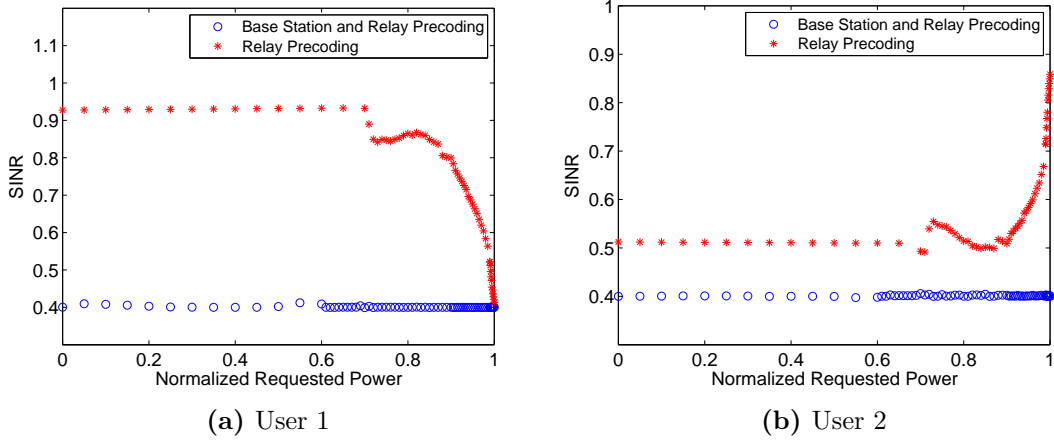 Base Station and Relay Precoding
Relay Precoding
1.1
1
0.9
0.8
0.7
0.6
0.5
0.4
SINR
0 0.2 0.4 0.6 0.8 1
Normalized Requested Power
(a) User 1
Base Station and Relay Precoding
Relay Precoding
1
0.9
0.8
0.7
0.6
0.5
0.4
SINR
0 0.2 0.4 0.6 0.8 1
Normalized Requested Power
(b) User 2